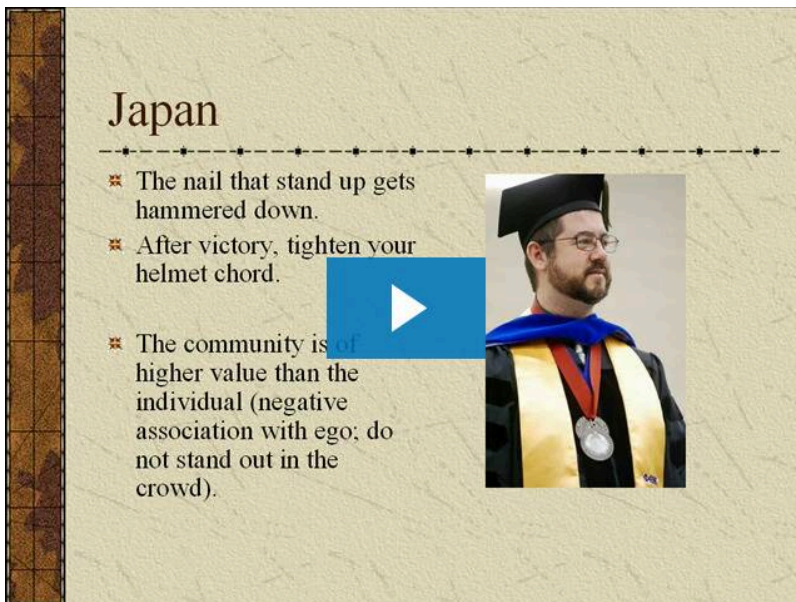 Japan
The nail that stand up gets
hammered down.
After victory, tighten your
helmet chord.
The community is of
higher value than the
individual (negative
association with ego; do
not stand out in the
crowd).